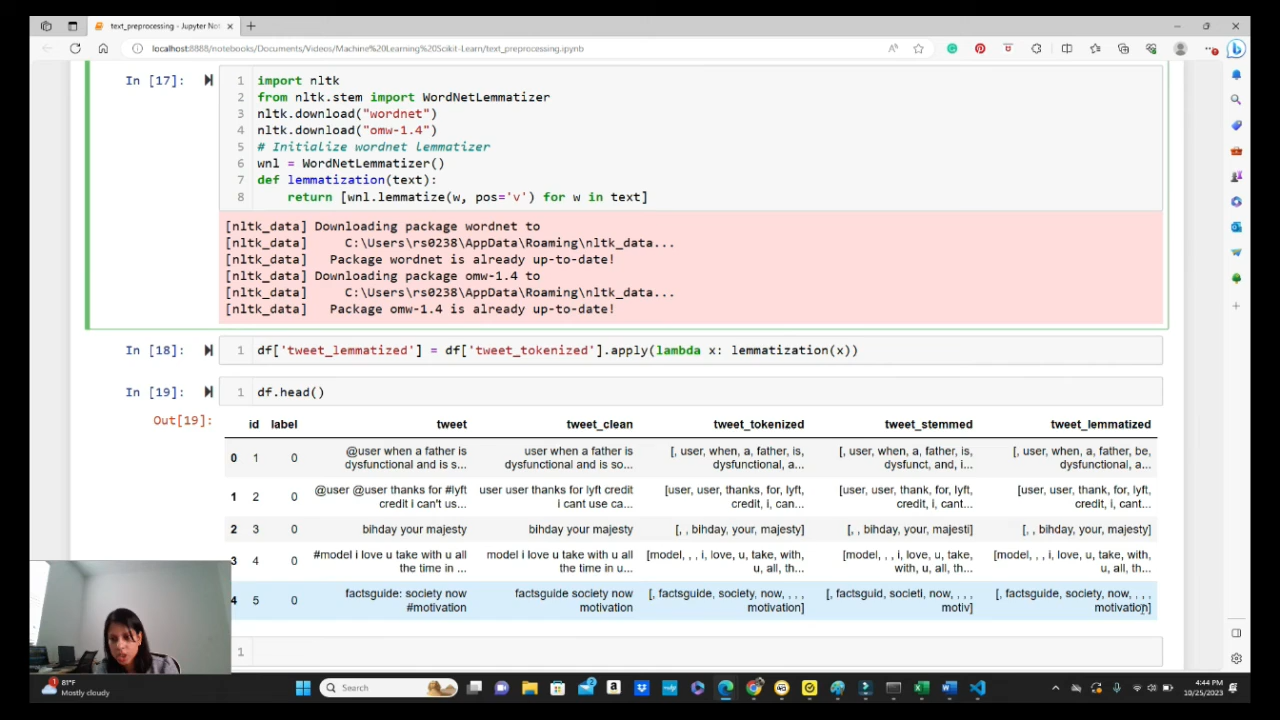 text_preprocessing - Jupyter Not
localhost:8888/notebooks/Documents/Videos/Machine%20Learning%20Scikit-Learn/text_preprocessing.ipynb
In [17]:
1 import nltk
2 from nltk.stem import WordNetLemmatizer
3 nltk.download("wordnet")
4 nltk.download("omw-1.4")
5 # Initialize wordnet lemmatizer
6 wnl = WordNetLemmatizer()
7 def lemmatization(text):
8 return [wnl.lemmatize(w, pos='v') for w in text]
[nltk_data] Downloading package wordnet to
[nltk_data] C:\Users\rs0238\AppData\Roaming\nltk_data...
[nltk_data] Package wordnet is already up-to-date!
[nltk_data] Downloading package omw-1.4 to
[nltk_data] C:\Users\rs0238\AppData\Roaming\nltk_data...
[nltk_data] Package omw-1.4 is already up-to-date!
In [18]: 1 df['tweet_lemmatized'] = df['tweet_tokenized'].apply(lambda x: lemmatization(x))
In [19]: 1 df.head()
Out[19]:
id label tweet tweet_clean tweet_tokenized tweet_stemmed tweet_lemmatized
0 1 0 @user when a father is user when a father is [, user, when, a, father, is, [, user, when, a, father, is, [, user, when, a, father, be,
dysfunctional and is s... dysfunctional and is so... dysfunctional, a... dysfunct, and, i... dysfunctional, a...
1 2 0 @user @user thanks for #lyft user user thanks for lyft credit [user, user, thanks, for, lyft, [user, user, thank, for, lyft, [user, user, thank, for, lyft,
credit i can't us... i cant use ca... credit, i, cant... credit, i, cant... credit, i, cant...
2 3 0 bihday your majesty bihday your majesty [, , bihday, your, majesty] [, , bihday, your, majesti] [, , bihday, your, majesty]
3 4 0 #model i love u take with u all model i love u take with u all [model, , , i, love, u, take, with, [model, , , i, love, u, take, [model, , , i, love, u, take, with,
the time in ... the time in u... u, all, th... with, u, all, th... u, all, th...
4 5 0 factsguide: society now factsguide society now [, factsguide, society, now, , , , [, factsguid, societi, now, , , , [, factsguide, society, now, , , ,
#motivation motivation motivation] motiv] motivation]
1
81°F
Mostly cloudy
Search
4:44 PM
10/25/2023